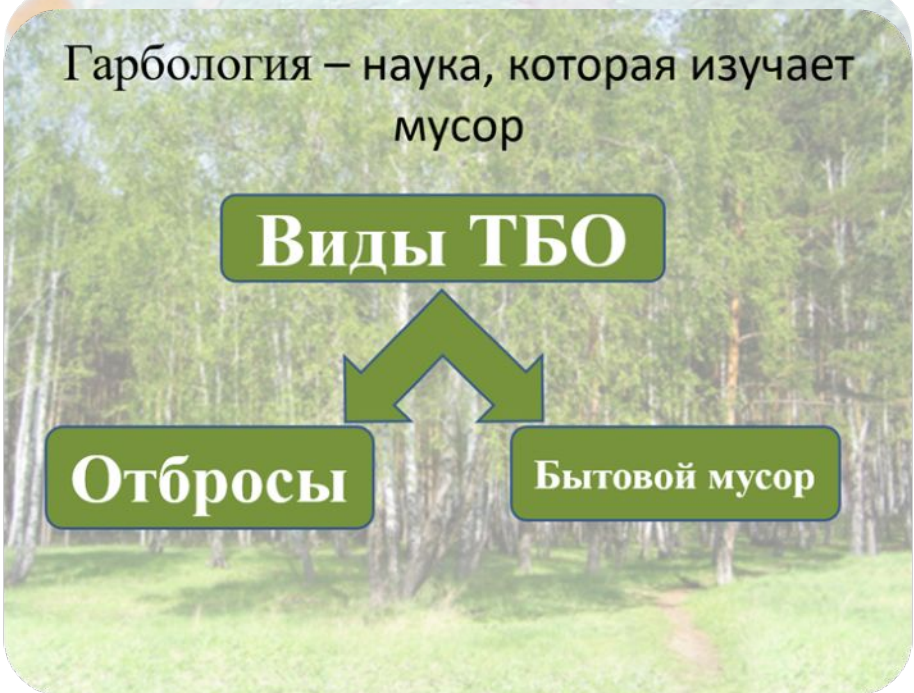 Гарбология – наука, которая изучает
мусор
Виды ТБО
Отбросы
Бытовой мусор